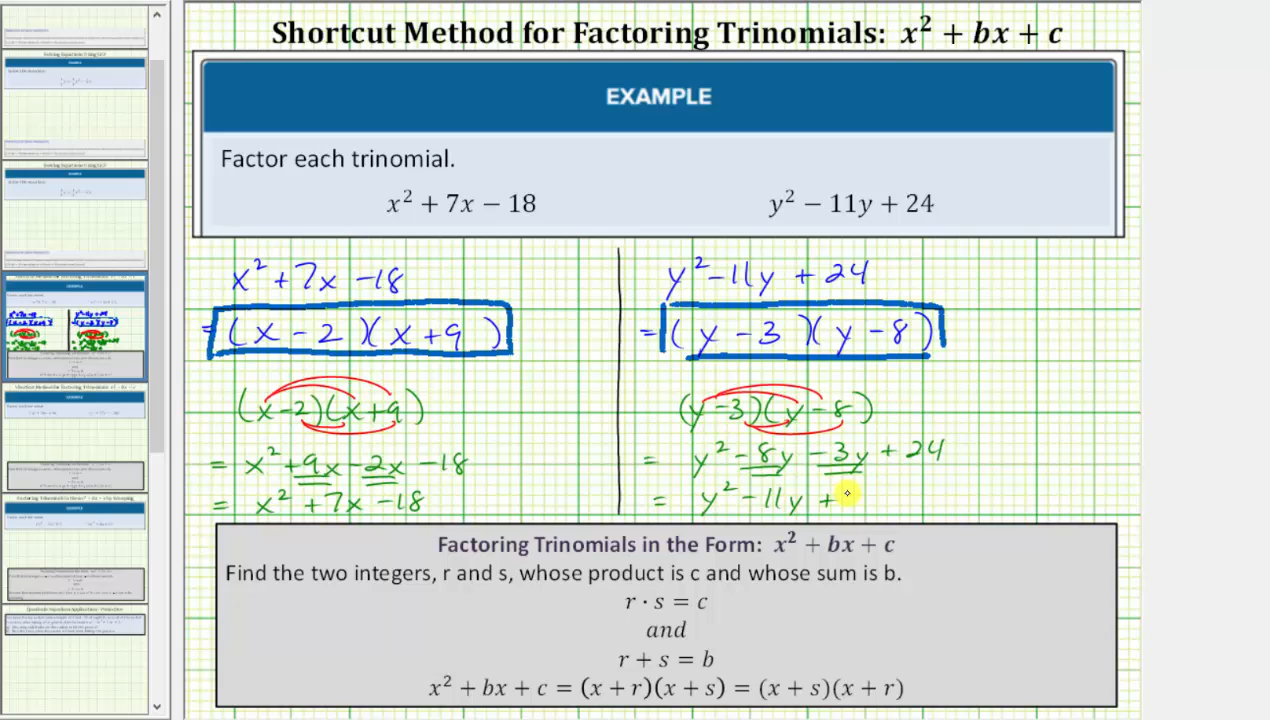 Shortcut Method for Factoring Trinomials: x² + bx + c
EXAMPLE
Factor each trinomial.
x² + 7x − 18
y² − 11y + 24
x² + 7x − 18
= (x − 2)(x + 9)
(x − 2)(x + 9)
= x² + 9x − 2x − 18
= x² + 7x − 18
y² − 11y + 24
= (y − 3)(y − 8)
(y − 3)(y − 8)
= y² − 8y − 3y + 24
= y² − 11y +
Factoring Trinomials in the Form: x² + bx + c
Find the two integers, r and s, whose product is c and whose sum is b.
r · s = c
and
r + s = b
x² + bx + c = (x + r)(x + s) = (x + s)(x + r)